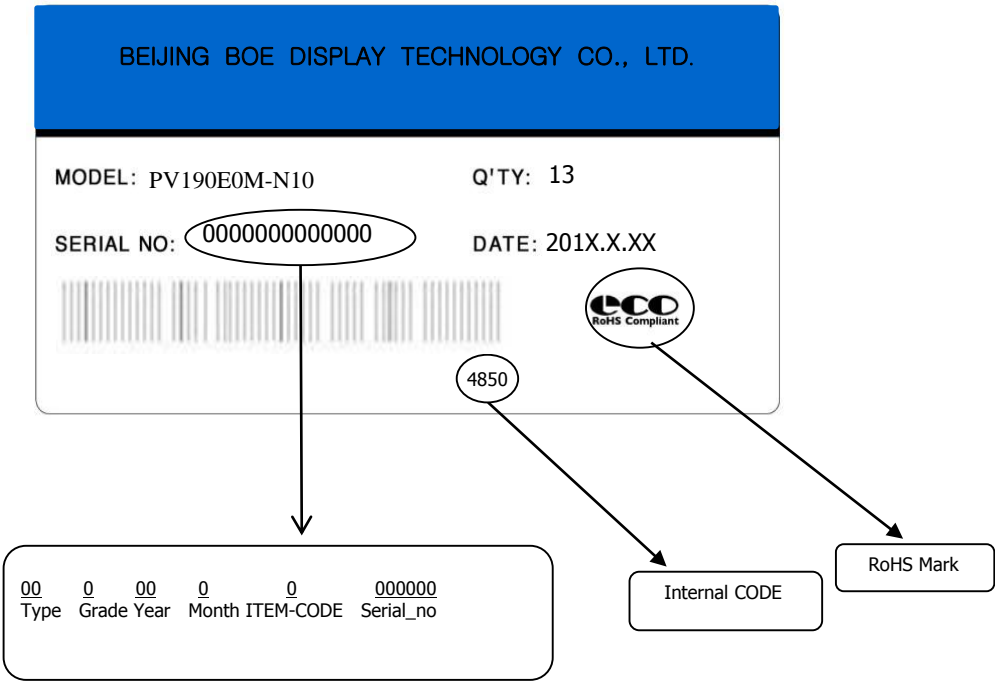 BEIJING BOE DISPLAY TECHNOLOGY CO., LTD.
MODEL: PV190E0M-N10 Q'TY: 13
SERIAL NO: 0000000000000 DATE: 201X.X.XX
eco
RoHS Compliant
4850
00 0 00 0 0 000000
Type Grade Year Month ITEM-CODE Serial_no
Internal CODE
RoHS Mark